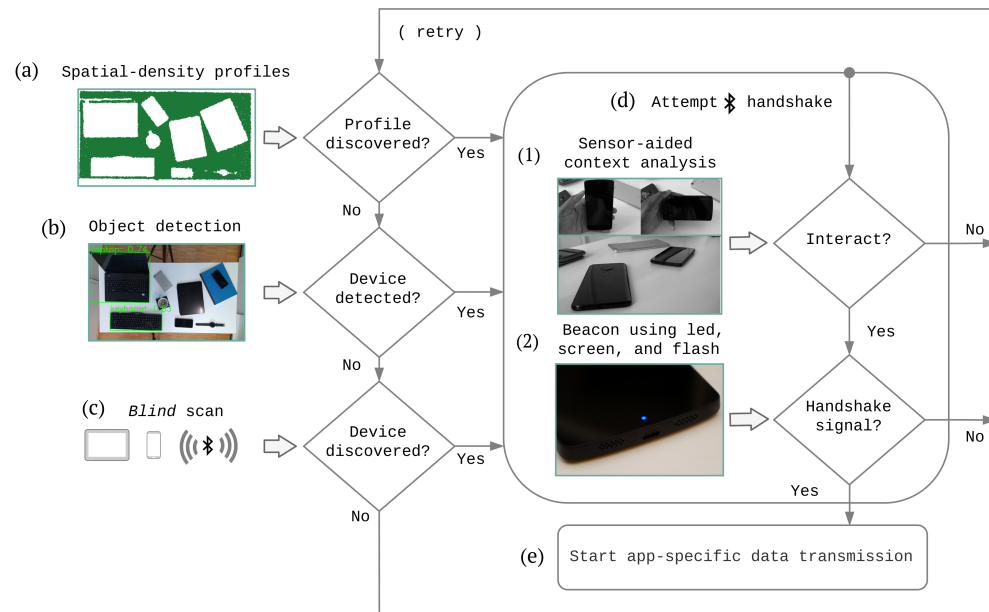 ( retry )
(a) Spatial-density profiles
Profile
discovered?
Yes
No
(b) Object detection
Device
detected?
Yes
No
(c) Blind scan
Device
discovered?
Yes
No
(d) Attempt handshake
(1) Sensor-aided
context analysis
Interact?
No
Yes
(2) Beacon using led,
screen, and flash
Handshake
signal?
No
Yes
(e) Start app-specific data transmission